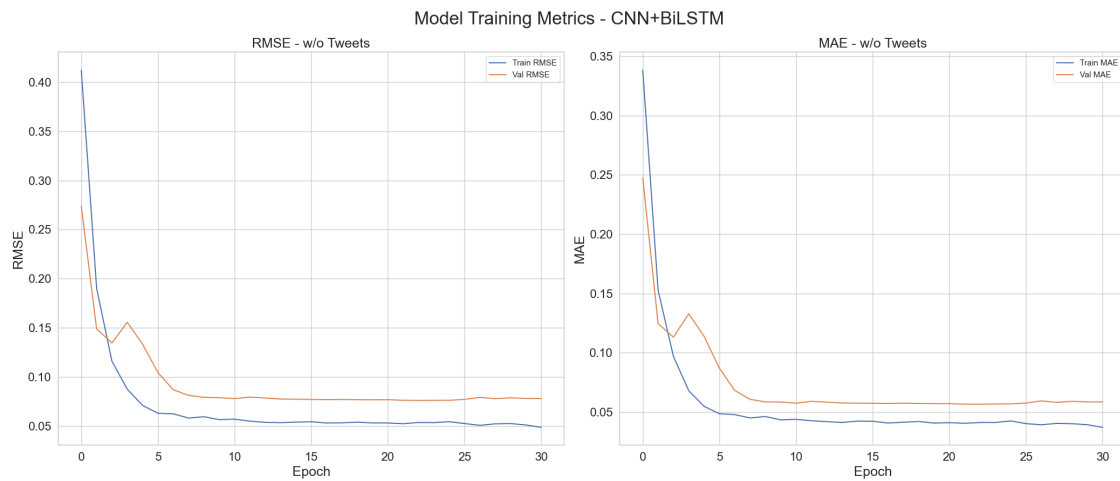 Model Training Metrics - CNN+BiLSTM
RMSE - w/o Tweets
Train RMSE
Val RMSE
0.40
0.35
0.30
0.25
0.20
0.15
0.10
0.05
RMSE
0 5 10 15 20 25 30
Epoch
MAE - w/o Tweets
Train MAE
Val MAE
0.35
0.30
0.25
0.20
0.15
0.10
0.05
MAE
0 5 10 15 20 25 30
Epoch